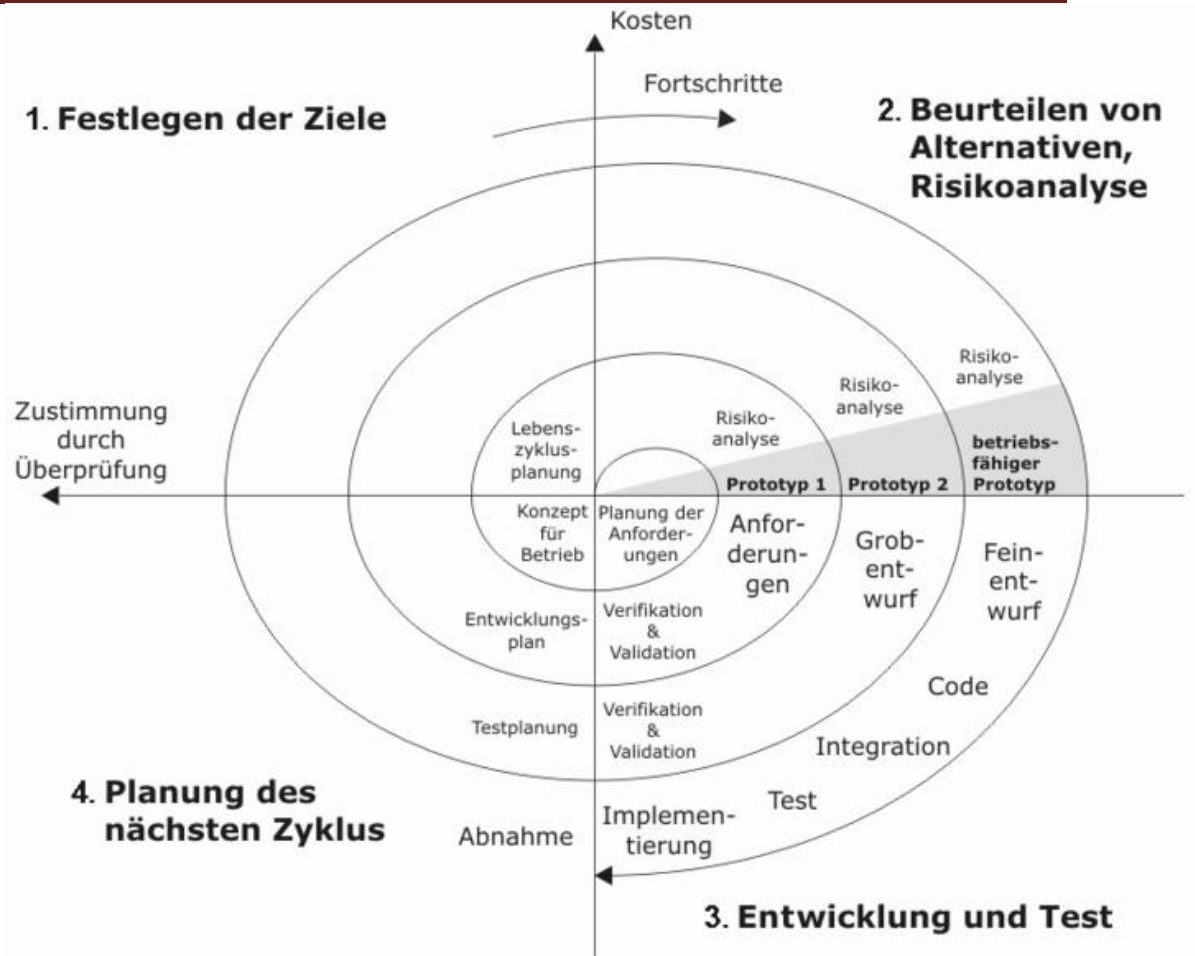 Kosten
Fortschritte
1. Festlegen der Ziele
2. Beurteilen von
Alternativen,
Risikoanalyse
Zustimmung
durch
Überprüfung
Lebens-
zyklus-
planung
Risiko-
analyse
Risiko-
analyse
Risiko-
analyse
Prototyp 1
Prototyp 2
betriebs-
fähiger
Prototyp
Konzept
für
Betrieb
Planung der
Anforder-
ungen
Anfor-
derun-
gen
Grob-
ent-
wurf
Fein-
ent-
wurf
Entwicklungs-
plan
Verifikation
&
Validation
Code
Testplanung
Verifikation
&
Validation
Integration
Test
4. Planung des
nächsten Zyklus
Abnahme
Implemen-
tierung
3. Entwicklung und Test